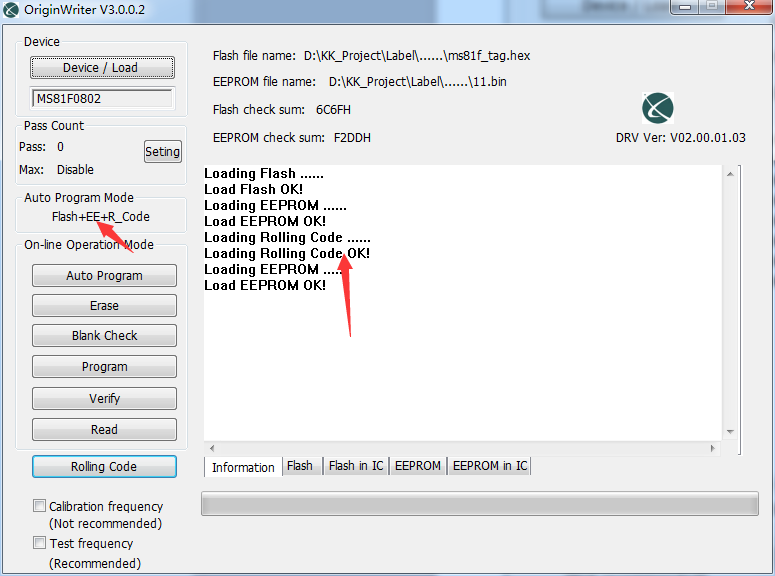 OriginWriter V3.0.0.2
Device
Device / Load
MS81F0802
Pass Count
Pass: 0
Seting
Max: Disable
Auto Program Mode
Flash+EE+R_Code
On-line Operation Mode
Auto Program
Erase
Blank Check
Program
Verify
Read
Rolling Code
Calibration frequency
(Not recommended)
Test frequency
(Recommended)
Flash file name: D:\KK_Project\Label\......\ms81f_tag.hex
EEPROM file name: D:\KK_Project\Label\......\11.bin
Flash check sum: 6C6FH
EEPROM check sum: F2DDH
DRV Ver: V02.00.01.03
Loading Flash ......
Load Flash OK!
Loading EEPROM ......
Load EEPROM OK!
Loading Rolling Code ......
Loading Rolling Code OK!
Loading EEPROM ......
Load EEPROM OK!
Information Flash Flash in IC EEPROM EEPROM in IC